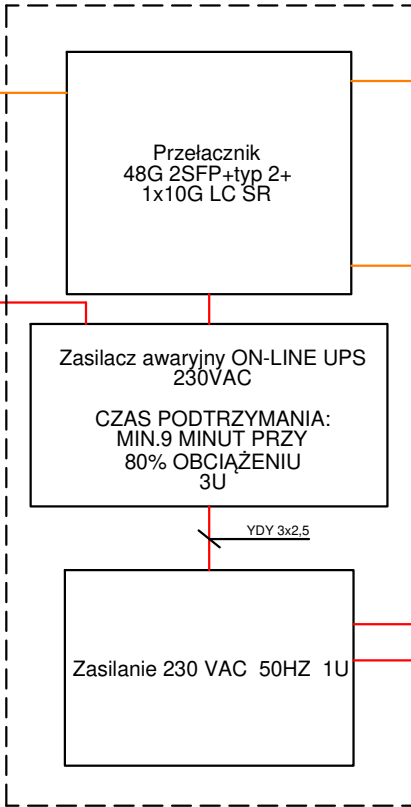 Przełacznik
48G 2SFP+typ 2+
1x10G LC SR
Zasilacz awaryjny ON-LINE UPS
230VAC
CZAS PODTRZYMANIA:
MIN.9 MINUT PRZY
80% OBCIĄŻENIU
3U
YDY 3x2,5
Zasilanie 230 VAC 50HZ 1U